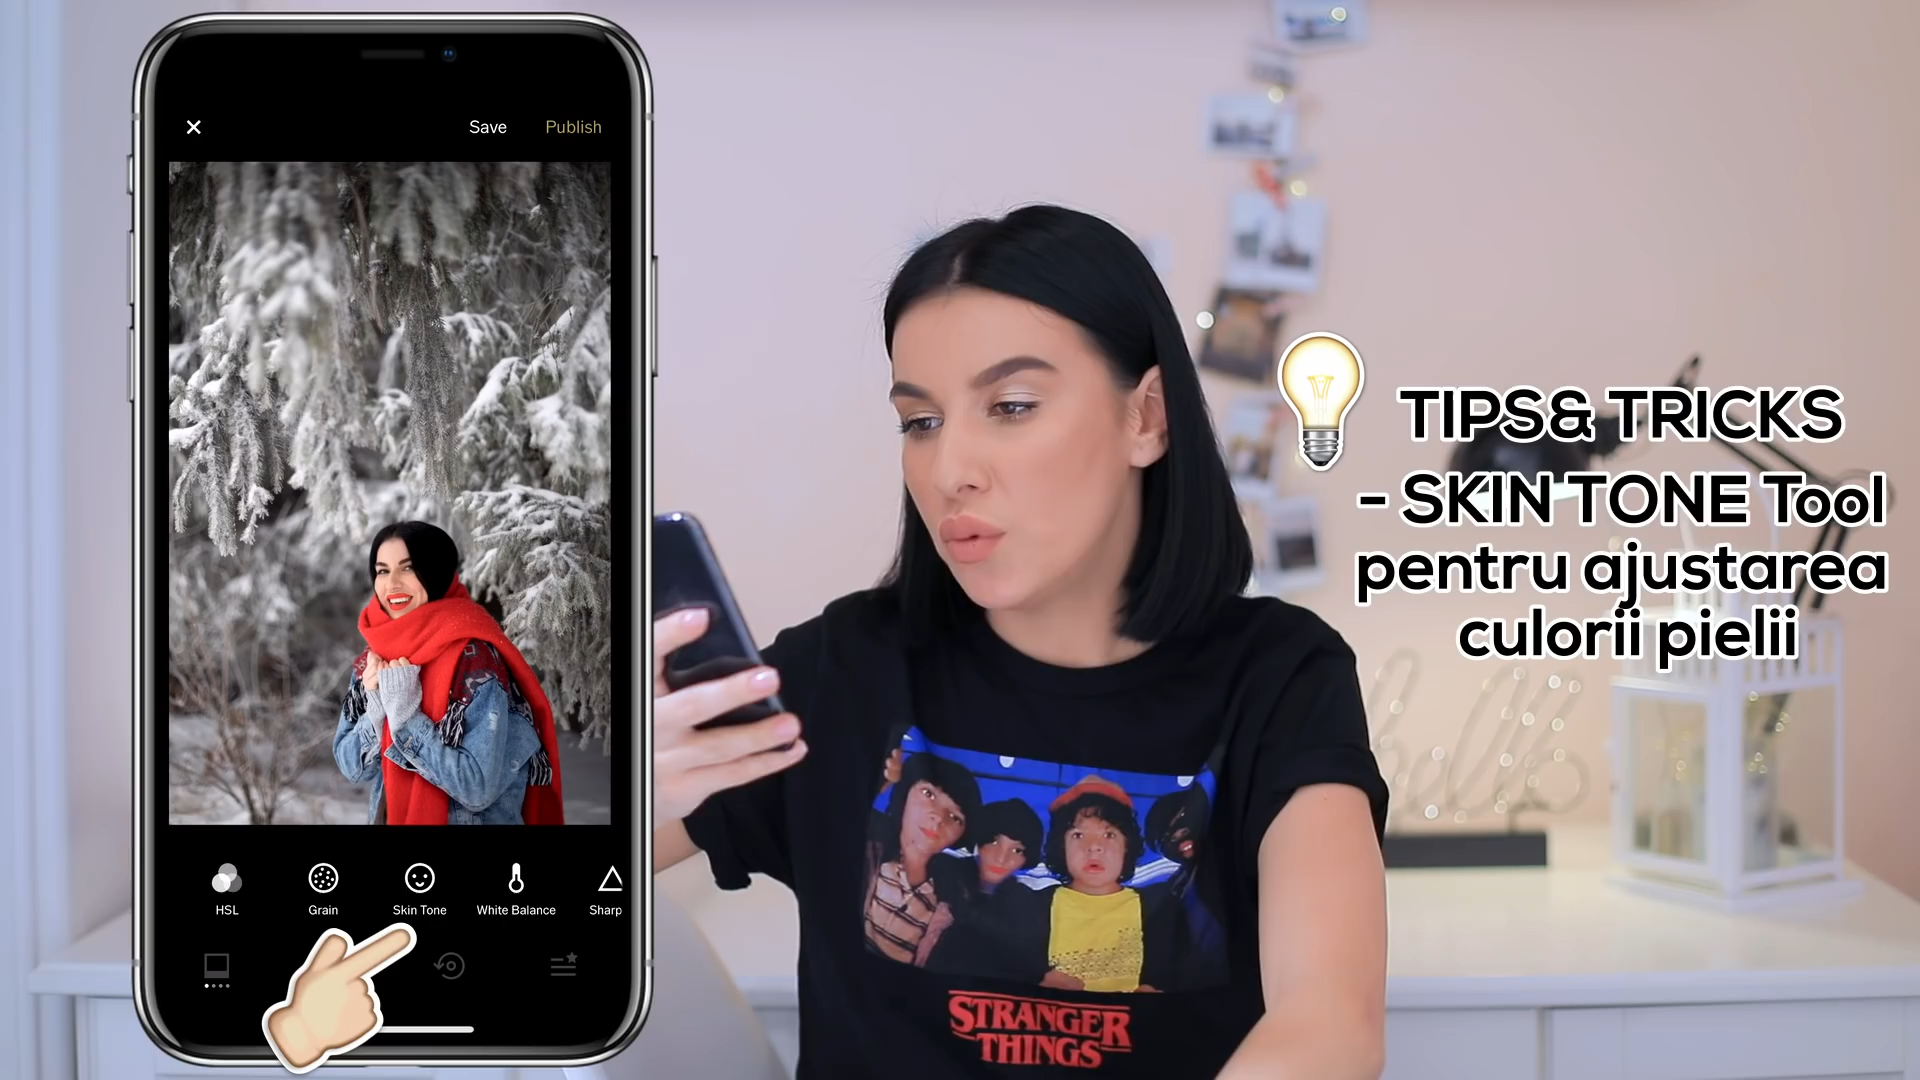 Save
Publish
HSL
Grain
Skin Tone
White Balance
Sharp
TIPS& TRICKS
- SKIN TONE Tool
pentru ajustarea
culorii pielii
hello
STRANGER
THINGS